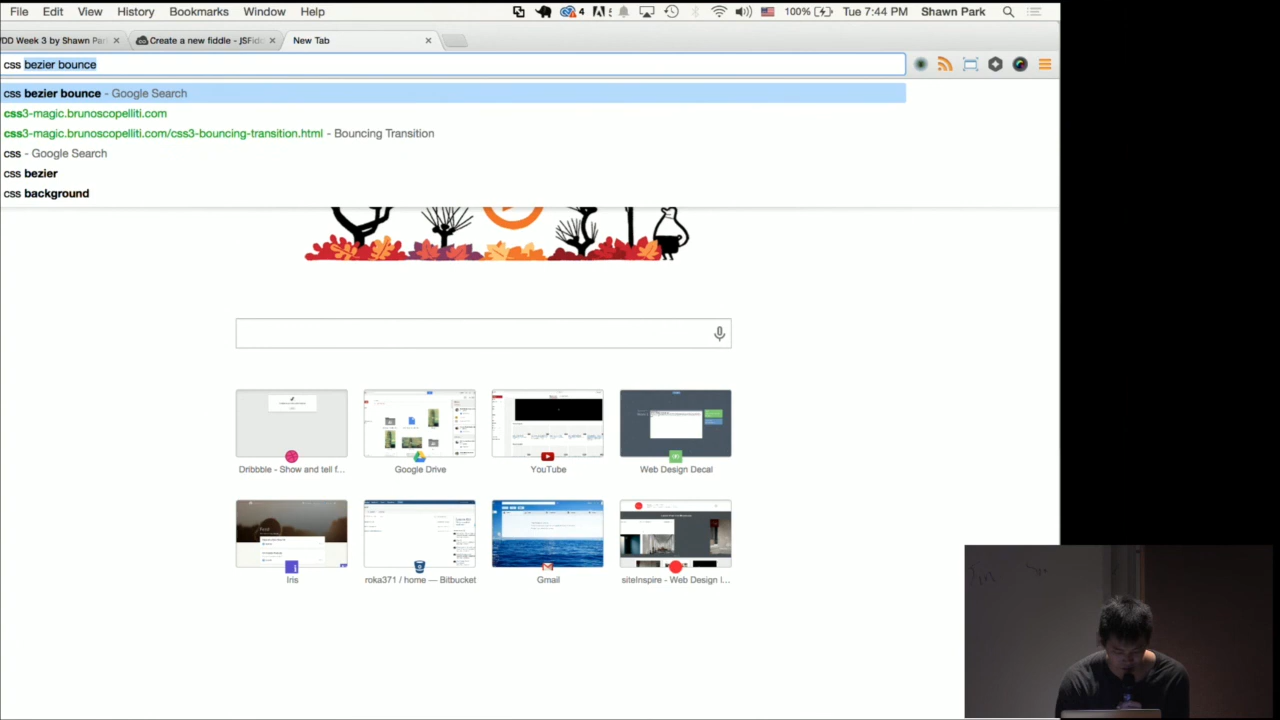 File Edit View History Bookmarks Window Help 4 100% Tue 7:44 PM Shawn Park
DD Week 3 by Shawn Par Create a new fiddle - JSFid New Tab
css bezier bounce
css bezier bounce - Google Search
css3-magic.brunoscopelliti.com
css3-magic.brunoscopelliti.com/css3-bouncing-transition.html - Bouncing Transition
css - Google Search
css bezier
css background
Dribbble - Show and tell f... Google Drive YouTube Web Design Decal
Iris roka371 / home — Bitbucket Gmail siteInspire - Web Design I...